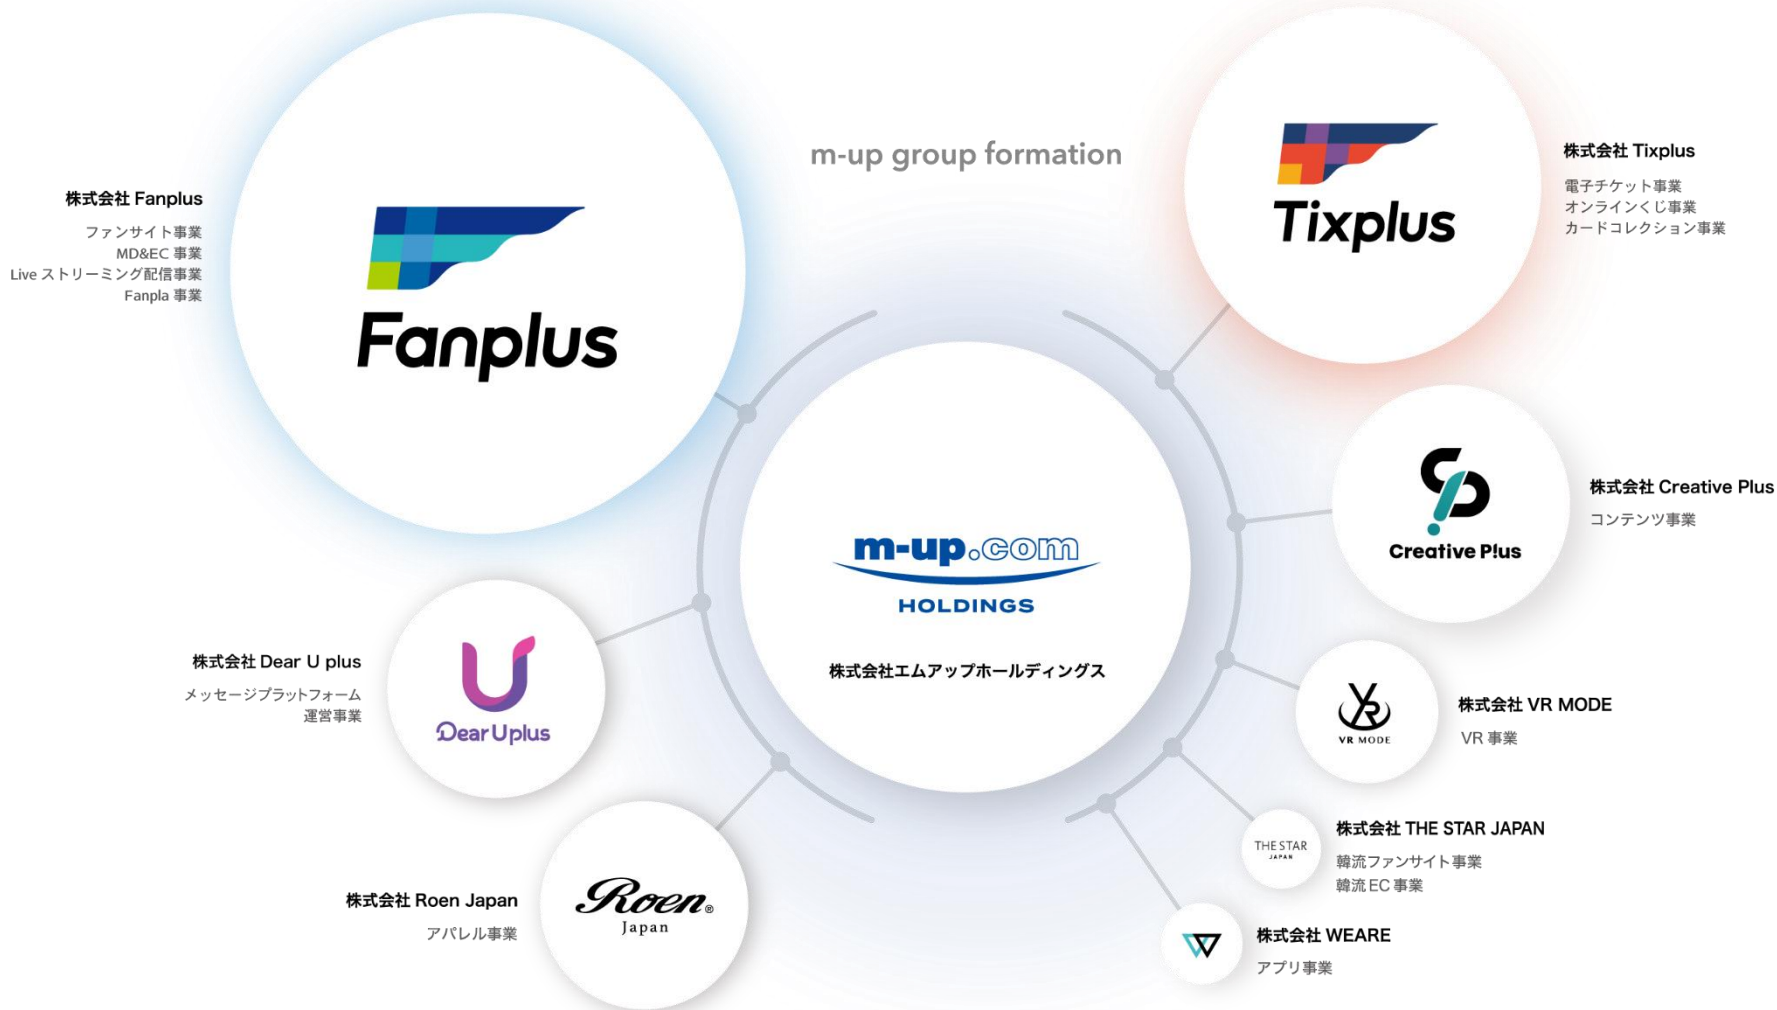 m-up group formation
株式会社 Fanplus
ファンサイト事業
MD&EC 事業
Live ストリーミング配信事業
Fanpla 事業
Fanplus
Tixplus
株式会社 Tixplus
電子チケット事業
オンラインくじ事業
カードコレクション事業
Creative P!us
株式会社 Creative Plus
コンテンツ事業
m-up.com
HOLDINGS
株式会社エムアップホールディングス
株式会社 Dear U plus
メッセージプラットフォーム
運営事業
Dear U plus
VR MODE
株式会社 VR MODE
VR 事業
THE STAR
JAPAN
株式会社 THE STAR JAPAN
韓流ファンサイト事業
韓流 EC 事業
株式会社 Roen Japan
アパレル事業
Roen®
Japan
株式会社 WEARE
アプリ事業